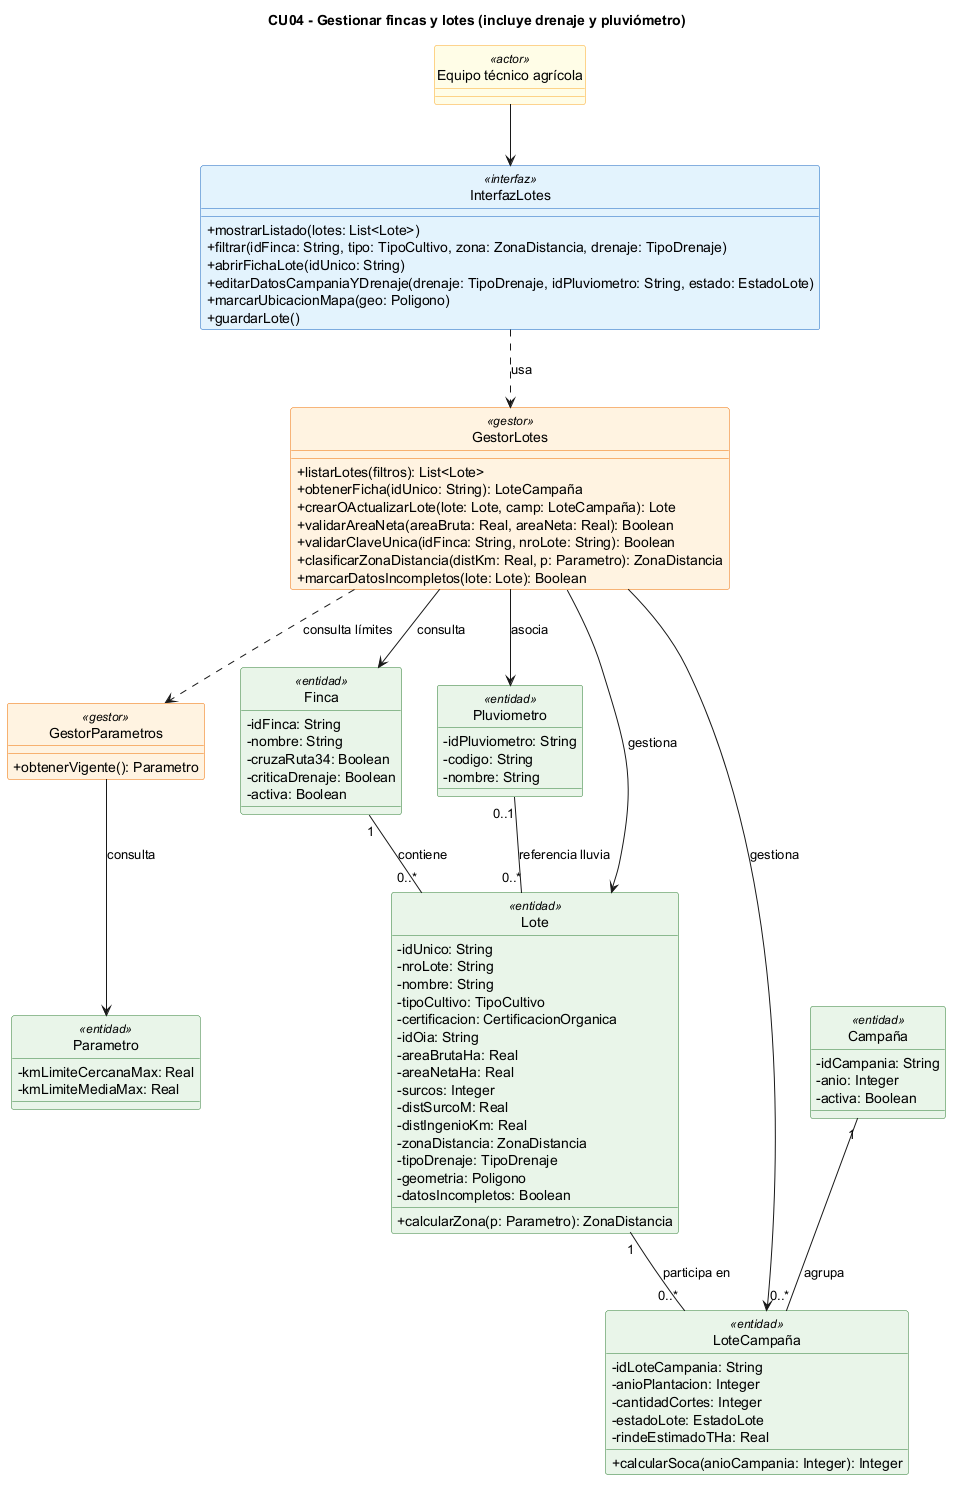 CU04 - Gestionar fincas y lotes (incluye drenaje y pluviómetro)
«actor»
Equipo técnico agrícola
«interfaz»
InterfazLotes
+mostrarListado(lotes: List<Lote>)
+filtrar(idFinca: String, tipo: TipoCultivo, zona: ZonaDistancia, drenaje: TipoDrenaje)
+abrirFichaLote(idUnico: String)
+editarDatosCampaniaYDrenaje(drenaje: TipoDrenaje, idPluviometro: String, estado: EstadoLote)
+marcarUbicacionMapa(geo: Poligono)
+guardarLote()
usa
«gestor»
GestorLotes
+listarLotes(filtros): List<Lote>
+obtenerFicha(idUnico: String): LoteCampaña
+crearOActualizarLote(lote: Lote, camp: LoteCampaña): Lote
+validarAreaNeta(areaBruta: Real, areaNeta: Real): Boolean
+validarClaveUnica(idFinca: String, nroLote: String): Boolean
+clasificarZonaDistancia(distKm: Real, p: Parametro): ZonaDistancia
+marcarDatosIncompletos(lote: Lote): Boolean
consulta límites
consulta
asocia
gestiona
gestiona
«gestor»
GestorParametros
+obtenerVigente(): Parametro
«entidad»
Finca
-idFinca: String
-nombre: String
-cruzaRuta34: Boolean
-criticaDrenaje: Boolean
-activa: Boolean
«entidad»
Pluviometro
-idPluviometro: String
-codigo: String
-nombre: String
consulta
1
contiene
0..*
0..1
referencia lluvia
0..*
«entidad»
Parametro
-kmLimiteCercanaMax: Real
-kmLimiteMediaMax: Real
«entidad»
Lote
-idUnico: String
-nroLote: String
-nombre: String
-tipoCultivo: TipoCultivo
-certificacion: CertificacionOrganica
-idOia: String
-areaBrutaHa: Real
-areaNetaHa: Real
-surcos: Integer
-distSurcoM: Real
-distIngenioKm: Real
-zonaDistancia: ZonaDistancia
-tipoDrenaje: TipoDrenaje
-geometria: Poligono
-datosIncompletos: Boolean
+calcularZona(p: Parametro): ZonaDistancia
«entidad»
Campaña
-idCampania: String
-anio: Integer
-activa: Boolean
1
participa en
0..*
1
agrupa
0..*
«entidad»
LoteCampaña
-idLoteCampania: String
-anioPlantacion: Integer
-cantidadCortes: Integer
-estadoLote: EstadoLote
-rindeEstimadoTHa: Real
+calcularSoca(anioCampania: Integer): Integer